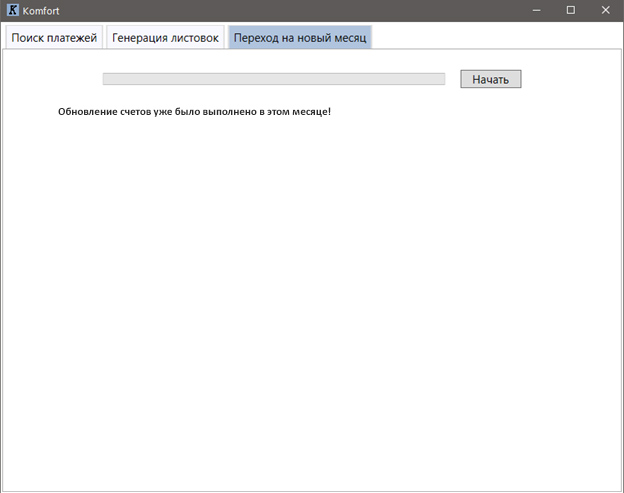 K Komfort
Поиск платежей Генерация листовок Переход на новый месяц
Начать
Обновление счетов уже было выполнено в этом месяце!